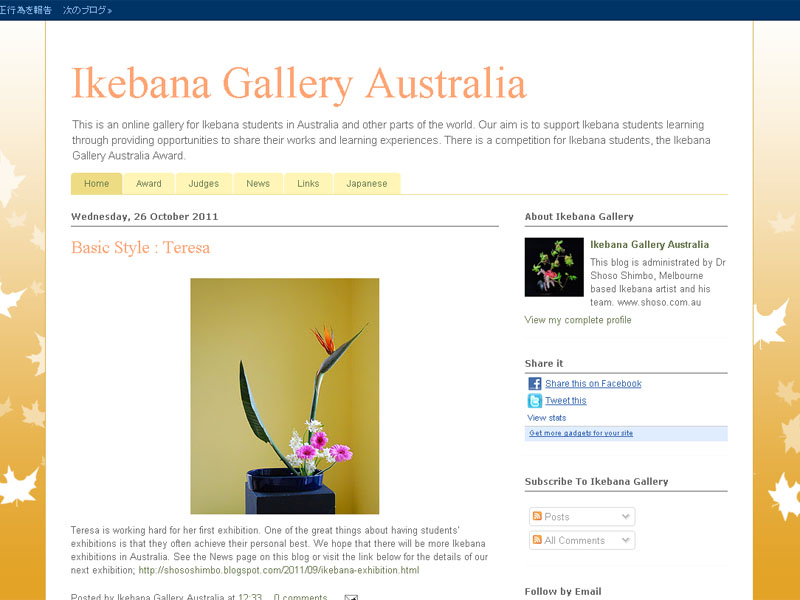 正行為を報告 次のブログ»
Ikebana Gallery Australia
This is an online gallery for Ikebana students in Australia and other parts of the world. Our aim is to support Ikebana students learning
through providing opportunities to share their works and learning experiences. There is a competition for Ikebana students, the Ikebana
Gallery Australia Award.
Home Award Judges News Links Japanese
Wednesday, 26 October 2011
Basic Style : Teresa
Teresa is working hard for her first exhibition. One of the great things about having students'
exhibitions is that they often achieve their personal best. We hope that there will be more Ikebana
exhibitions in Australia. See the News page on this blog or visit the link below for the details of our
next exhibition; http://shososhimbo.blogspot.com/2011/09/ikebana-exhibition.html
Posted by Ikebana Gallery Australia at 12:33 0 comments
About Ikebana Gallery
Ikebana Gallery Australia
This blog is administrated by Dr
Shoso Shimbo, Melbourne
based Ikebana artist and his
team. www.shoso.com.au
View my complete profile
Share it
Share this on Facebook
Tweet this
View stats
Get more gadgets for your site
Subscribe To Ikebana Gallery
Posts
All Comments
Follow by Email